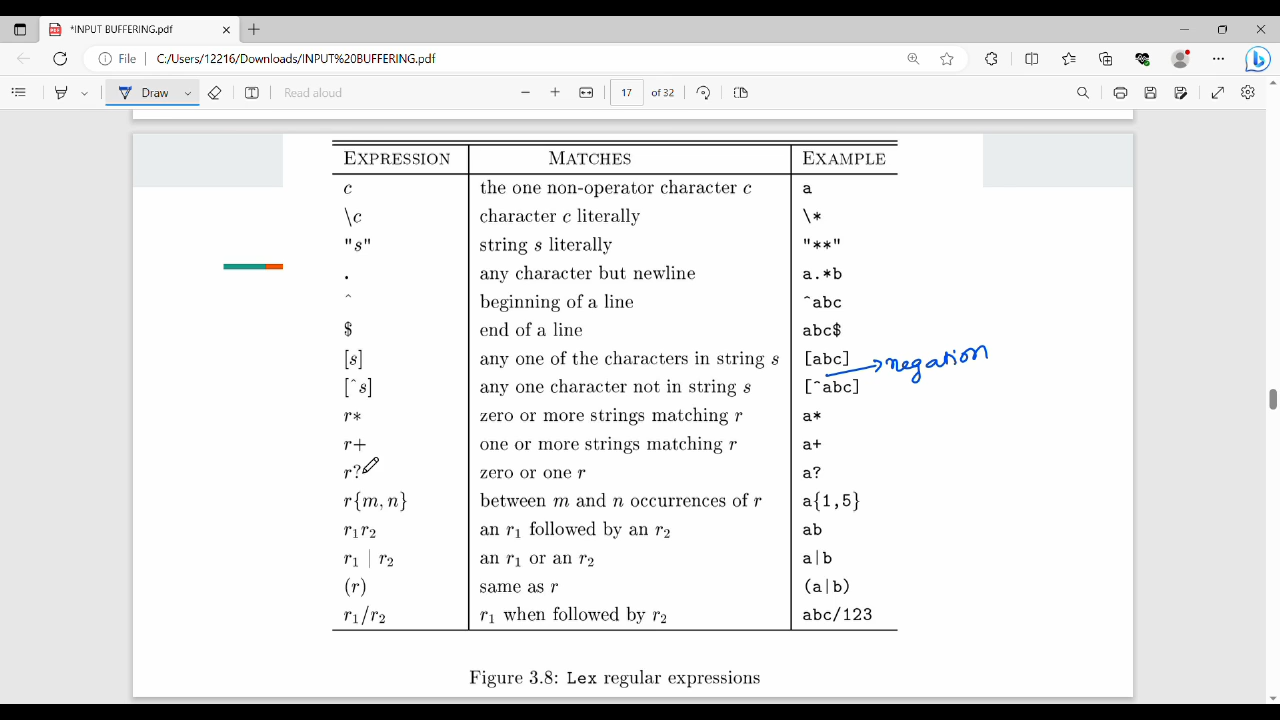 *INPUT BUFFERING.pdf
File C:/Users/12216/Downloads/INPUT%20BUFFERING.pdf
Draw Read aloud 17 of 32
EXPRESSION MATCHES EXAMPLE
c the one non-operator character c a
\c character c literally \*
"s" string s literally "**"
. any character but newline a.*b
^ beginning of a line ^abc
$ end of a line abc$
[s] any one of the characters in string s [abc]
negation
[^s] any one character not in string s [^abc]
r* zero or more strings matching r a*
r+ one or more strings matching r a+
r? zero or one r a?
r{m, n} between m and n occurrences of r a{1,5}
r₁r₂ an r₁ followed by an r₂ ab
r₁ | r₂ an r₁ or an r₂ a|b
(r) same as r (a|b)
r₁/r₂ r₁ when followed by r₂ abc/123
Figure 3.8: Lex regular expressions